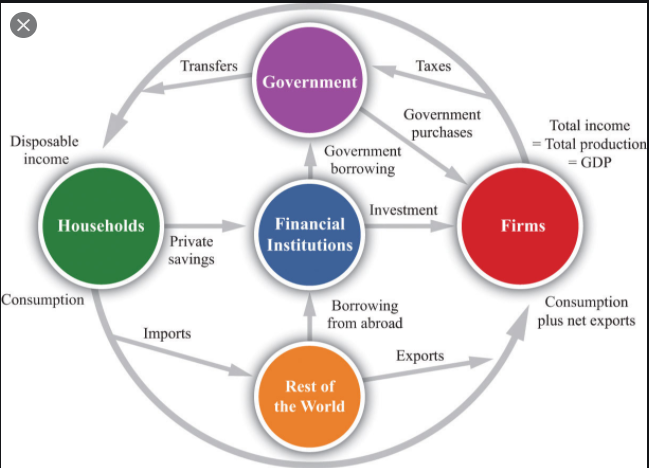 Transfers
Government
Taxes
Government
purchases
Total income
= Total production
= GDP
Disposable
income
Government
borrowing
Households
Private
savings
Financial
Institutions
Investment
Firms
Consumption
Imports
Borrowing
from abroad
Exports
Consumption
plus net exports
Rest of
the World